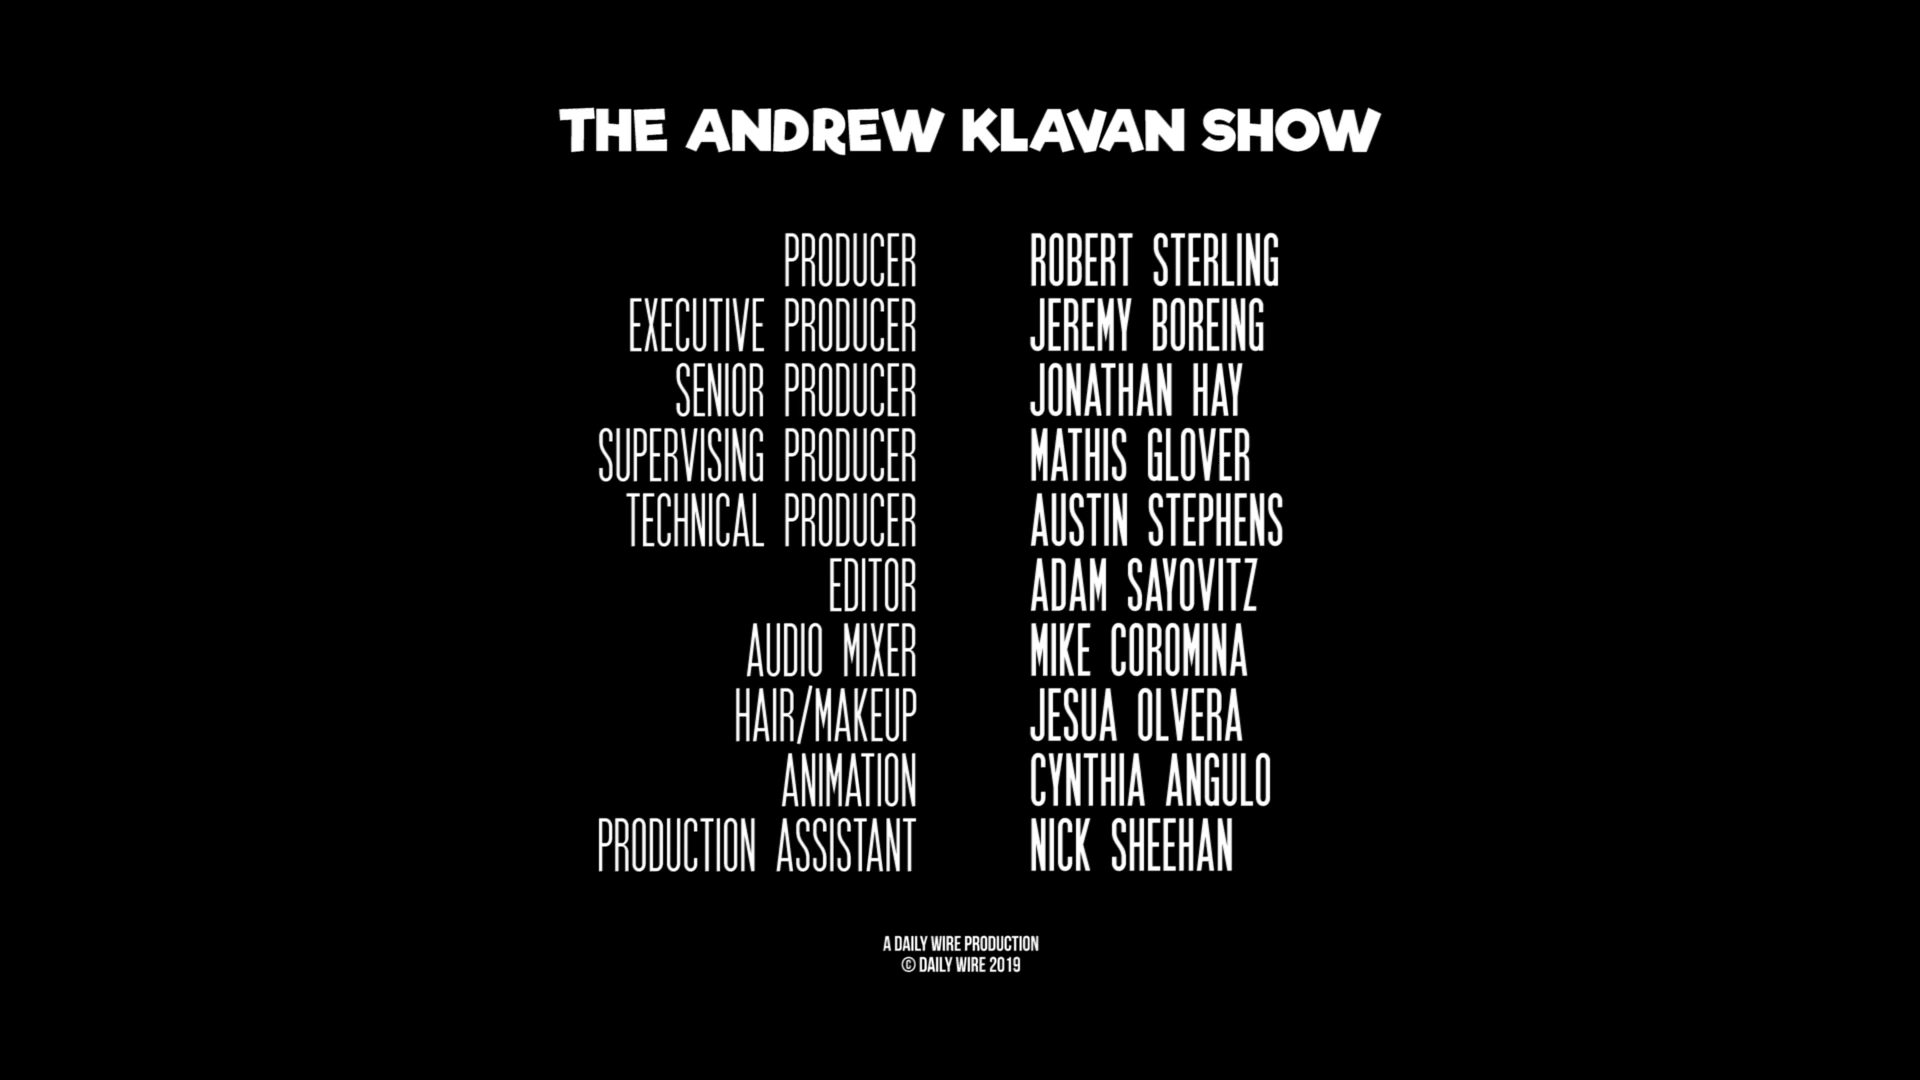 THE ANDREW KLAVAN SHOW
PRODUCER ROBERT STERLING
EXECUTIVE PRODUCER JEREMY BOREING
SENIOR PRODUCER JONATHAN HAY
SUPERVISING PRODUCER MATHIS GLOVER
TECHNICAL PRODUCER AUSTIN STEPHENS
EDITOR ADAM SAYOVITZ
AUDIO MIXER MIKE COROMINA
HAIR/MAKEUP JESUA OLVERA
ANIMATION CYNTHIA ANGULO
PRODUCTION ASSISTANT NICK SHEEHAN
A DAILY WIRE PRODUCTION
© DAILY WIRE 2019